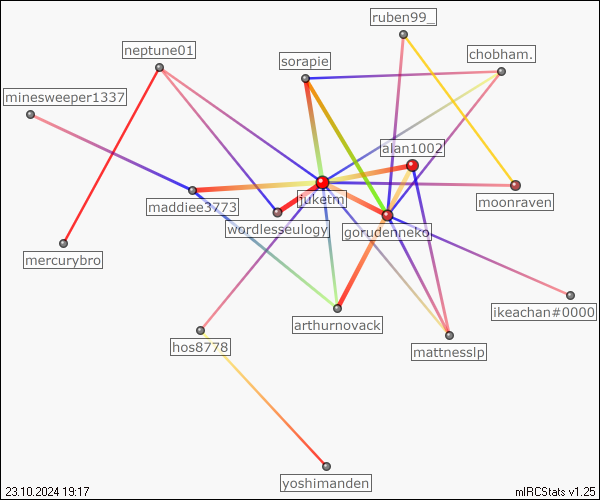 ruben99_
neptune01
chobham.
sorapie
minesweeper1337
alan1002
juketm
moonraven
maddiee3773
wordlesseulogy
gorudenneko
mercurybro
ikeachan#0000
arthurnovack
hos8778
mattnesslp
yoshimanden
23.10.2024 19:17
mIRCStats v1.25